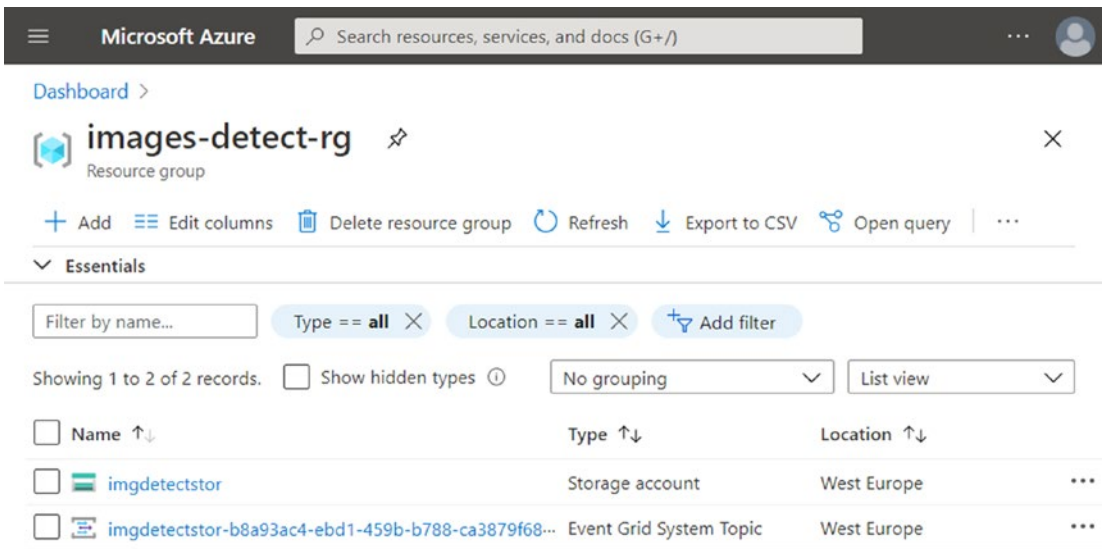 Microsoft Azure Search resources, services, and docs (G+/) ...
Dashboard >
images-detect-rg
Resource group
+ Add Edit columns Delete resource group Refresh Export to CSV Open query | ...
Essentials
Filter by name... Type == all Location == all Add filter
Showing 1 to 2 of 2 records. Show hidden types No grouping List view
Name ↑↓ Type ↑↓ Location ↑↓
imgdetectstor Storage account West Europe ...
imgdetectstor-b8a93ac4-ebd1-459b-b788-ca3879f68... Event Grid System Topic West Europe ...